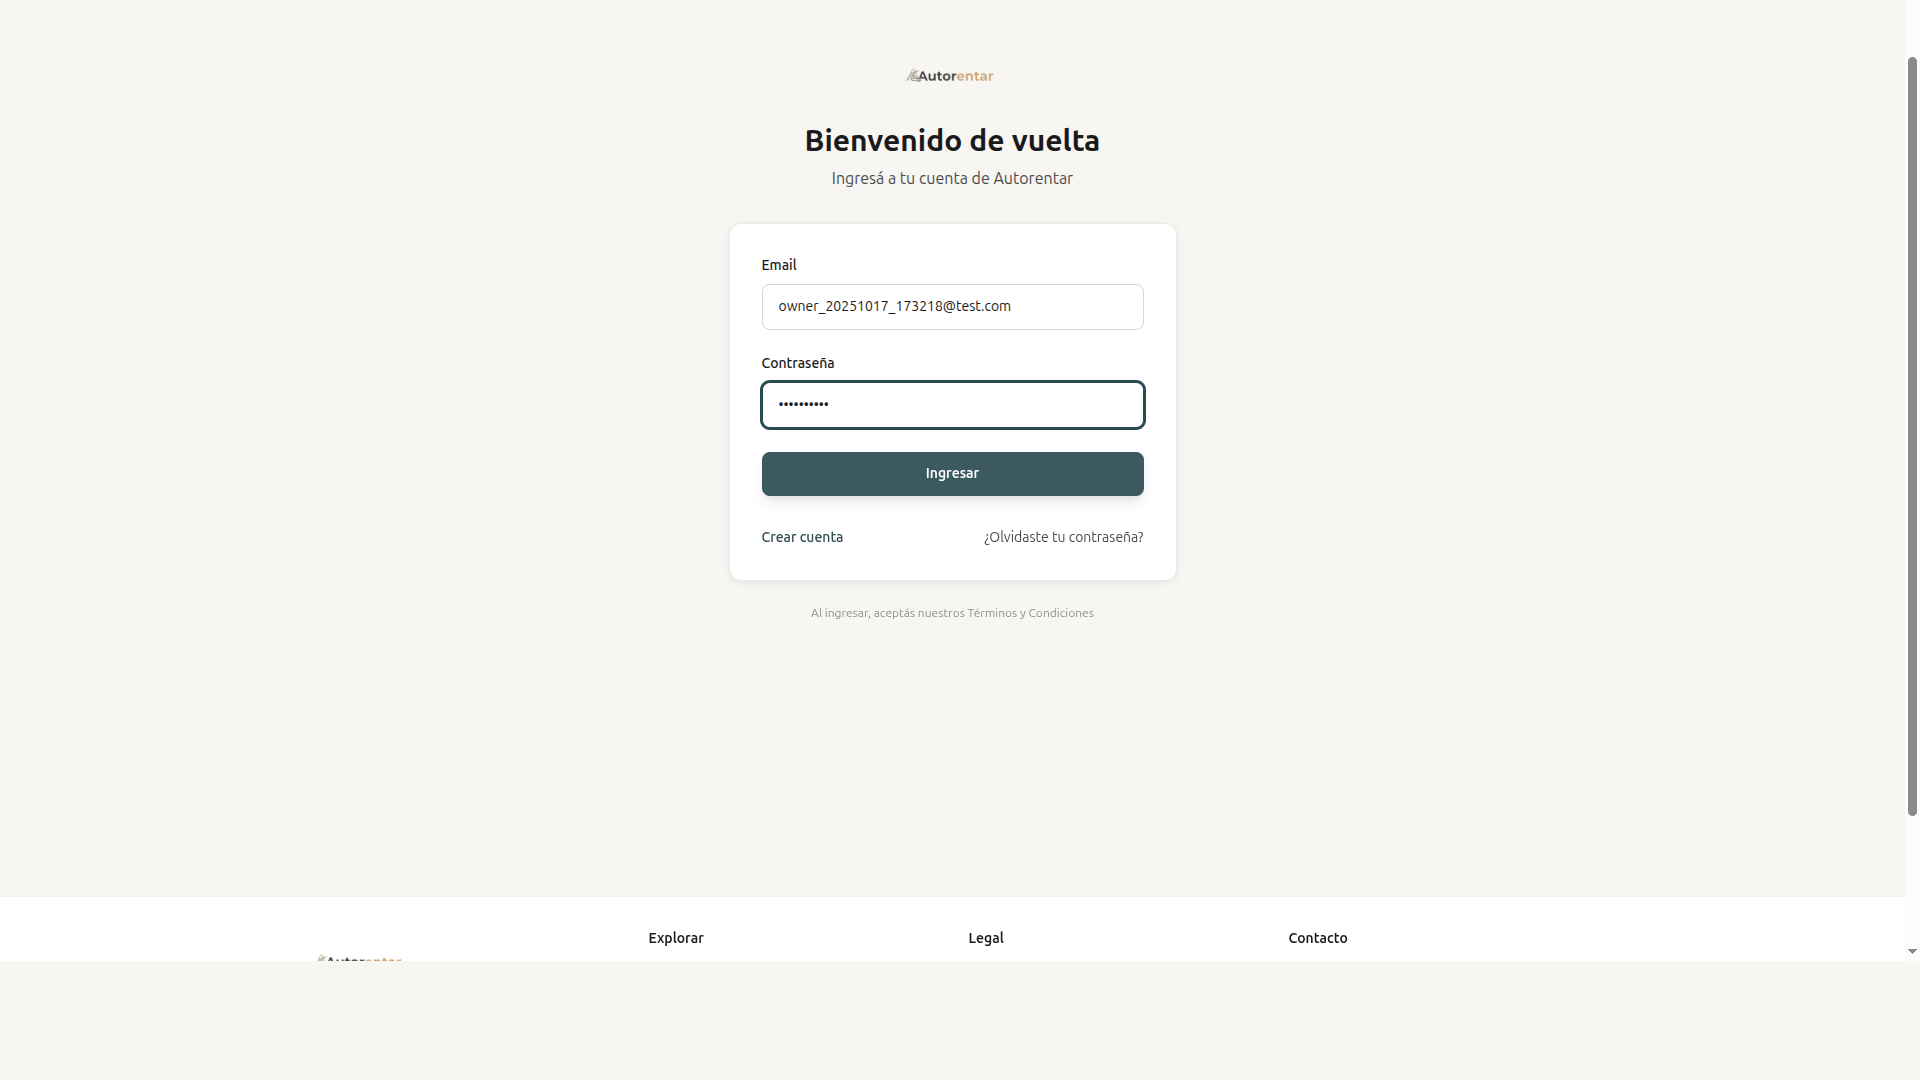 Autorentar
Bienvenido de vuelta
Ingresá a tu cuenta de Autorentar
Email
owner_20251017_173218@test.com
Contraseña
••••••••••
Ingresar
Crear cuenta
¿Olvidaste tu contraseña?
Al ingresar, aceptás nuestros Términos y Condiciones
Explorar
Legal
Contacto
Autorentar